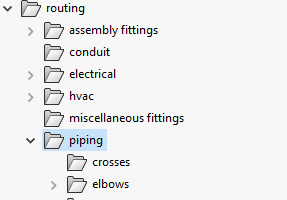 routing
assembly fittings
conduit
electrical
hvac
miscellaneous fittings
piping
crosses
elbows